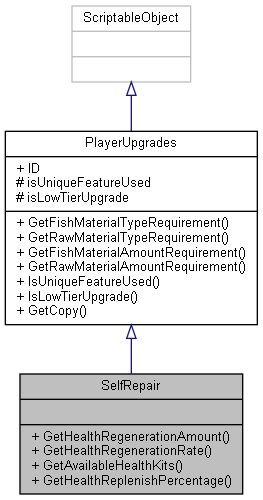 ScriptableObject
PlayerUpgrades
+ ID
# isUniqueFeatureUsed
# isLowTierUpgrade
+ GetFishMaterialTypeRequirement()
+ GetRawMaterialTypeRequirement()
+ GetFishMaterialAmountRequirement()
+ GetRawMaterialAmountRequirement()
+ IsUniqueFeatureUsed()
+ IsLowTierUpgrade()
+ GetCopy()
SelfRepair
+ GetHealthRegenerationAmount()
+ GetHealthRegenerationRate()
+ GetAvailableHealthKits()
+ GetHealthReplenishPercentage()